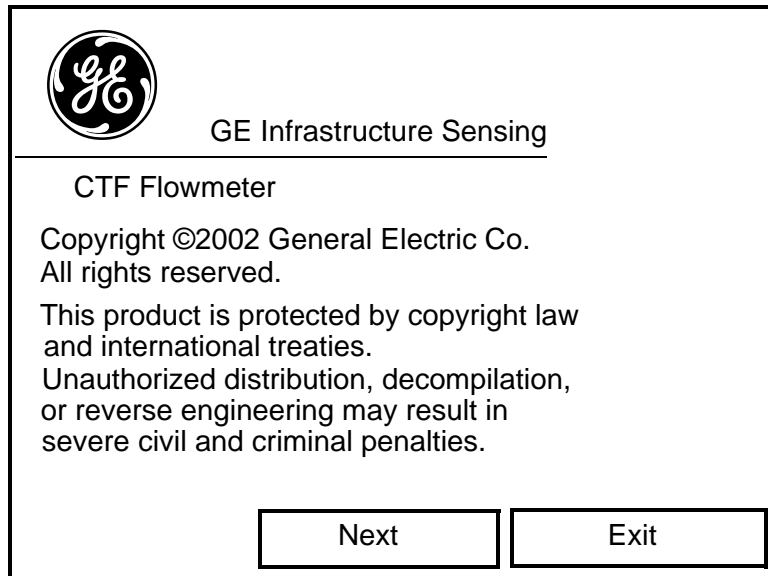 GE
GE Infrastructure Sensing
CTF Flowmeter
Copyright ©2002 General Electric Co.
All rights reserved.
This product is protected by copyright law
and international treaties.
Unauthorized distribution, decompilation,
or reverse engineering may result in
severe civil and criminal penalties.
Next
Exit